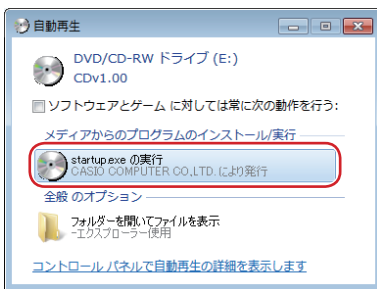 自動再生
DVD/CD-RW ドライブ (E:)
CDv1.00
ソフトウェアとゲーム に対しては常に次の動作を行う:
メディアからのプログラムのインストール/実行
startup.exe の実行
CASIO COMPUTER CO.,LTD. により発行
全般 のオプション
フォルダーを開いてファイルを表示
-エクスプローラー使用
コントロール パネルで自動再生の詳細を表示します